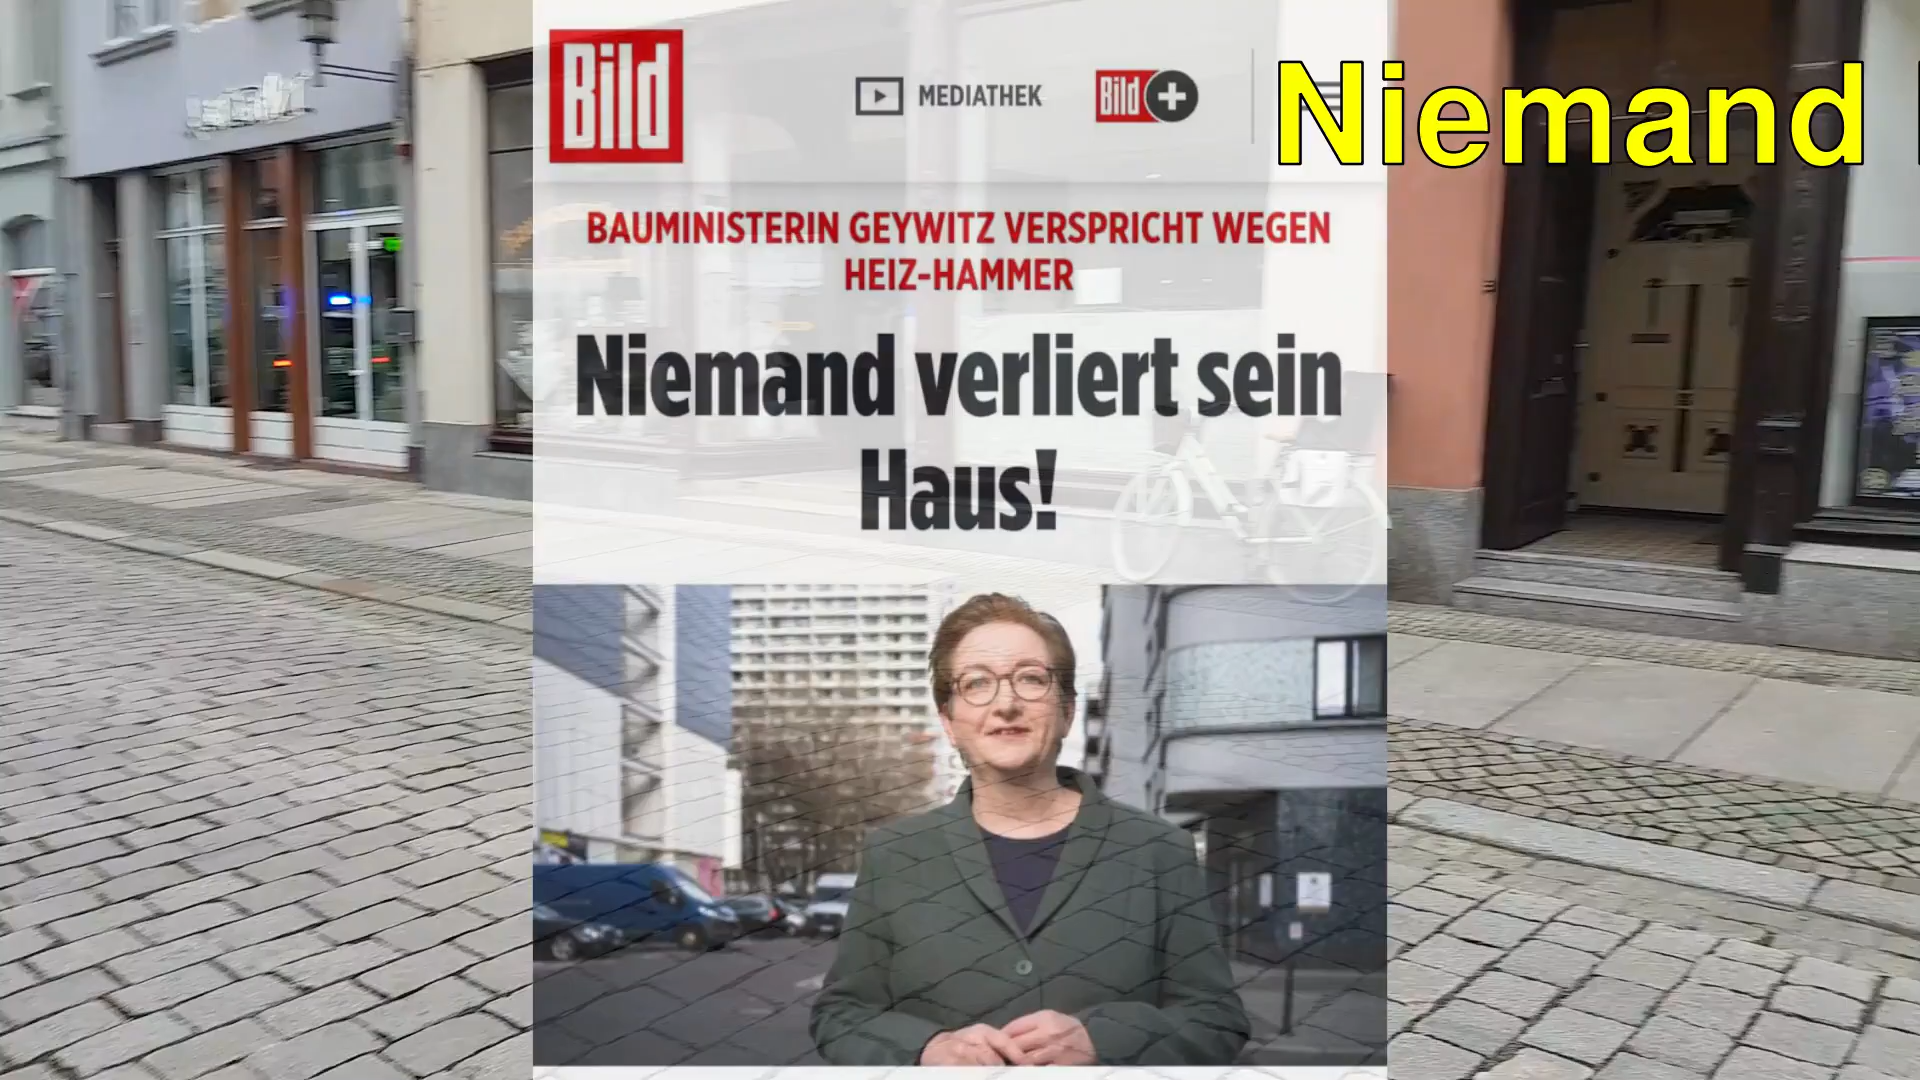 Bild
MEDIATHEK
Bild+
Niemand
BAUMINISTERIN GEYWITZ VERSPRICHT WEGEN
HEIZ-HAMMER
Niemand verliert sein
Haus!